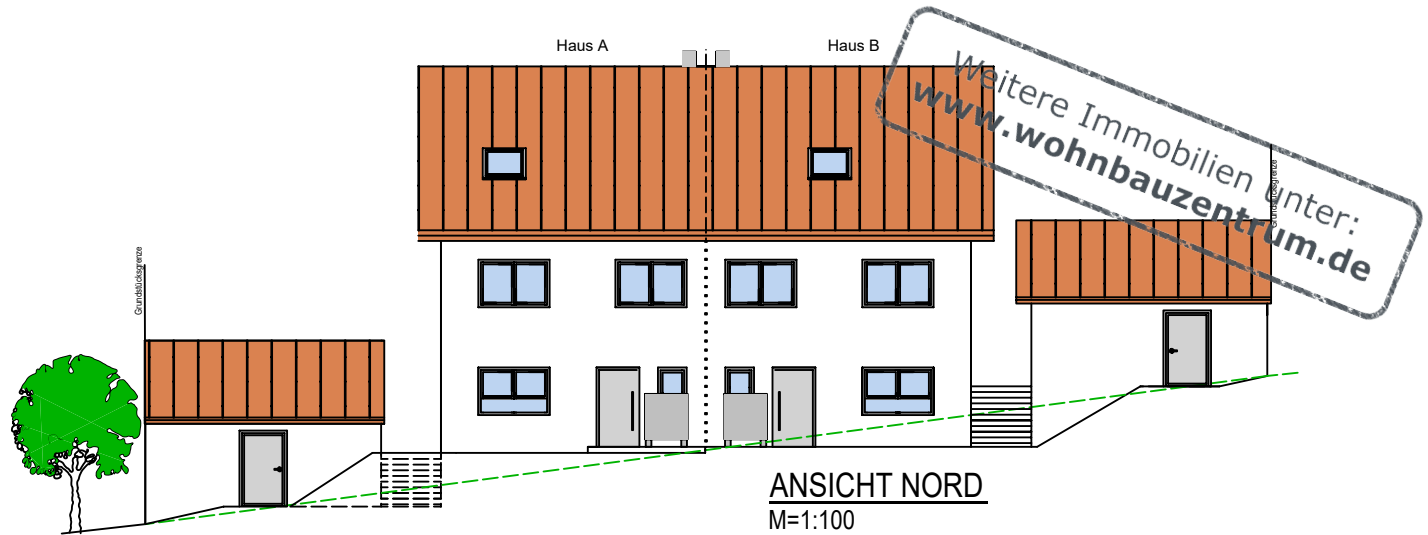 Haus A
Haus B
Weitere Immobilien unter:
www.wohnbauzentrum.de
Grundstücksgrenze
Grundstücksgrenze
ANSICHT NORD
M=1:100